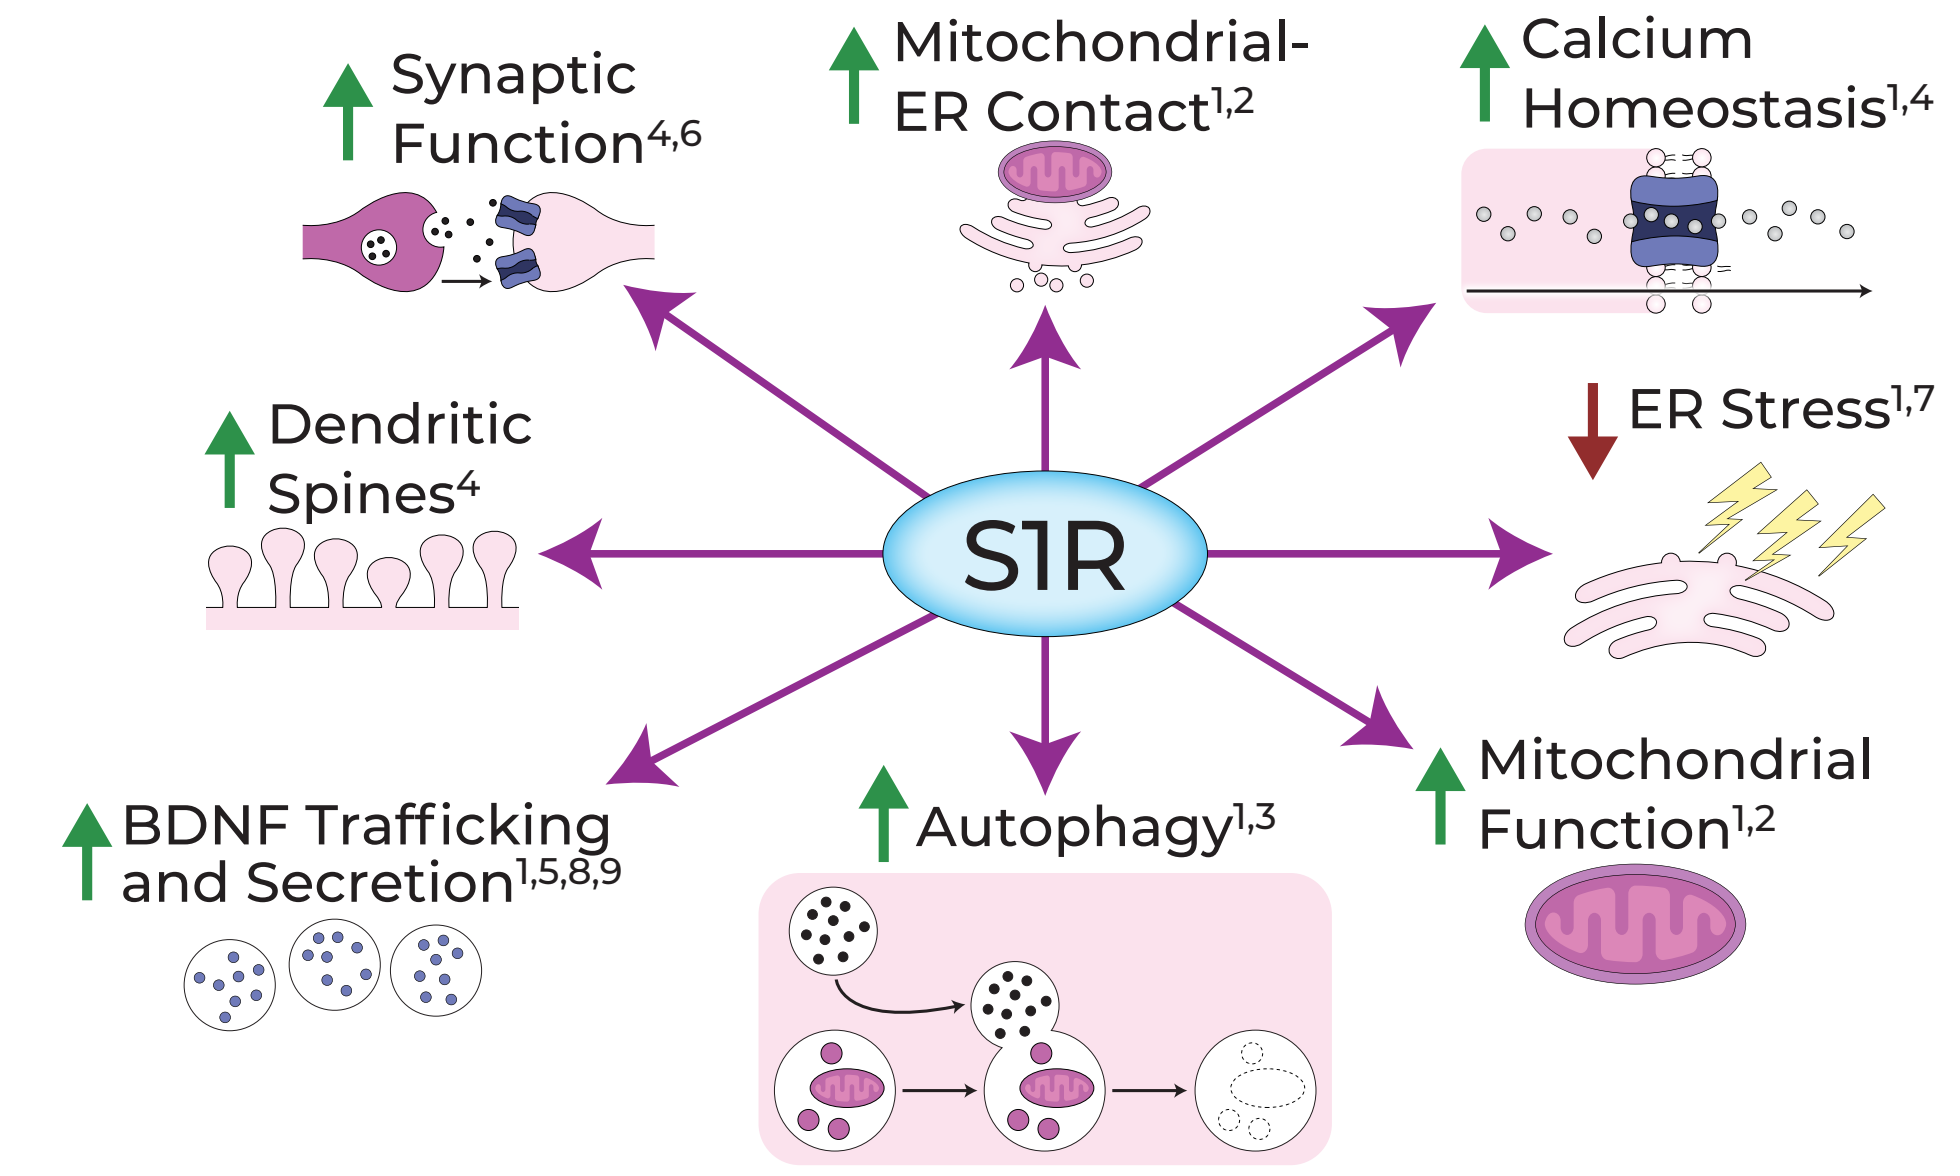 Synaptic
Function4,6
Mitochondrial-
ER Contact1,2
Calcium
Homeostasis1,4
Dendritic
Spines4
S1R
ER Stress1,7
BDNF Trafficking
and Secretion1,5,8,9
Autophagy1,3
Mitochondrial
Function1,2